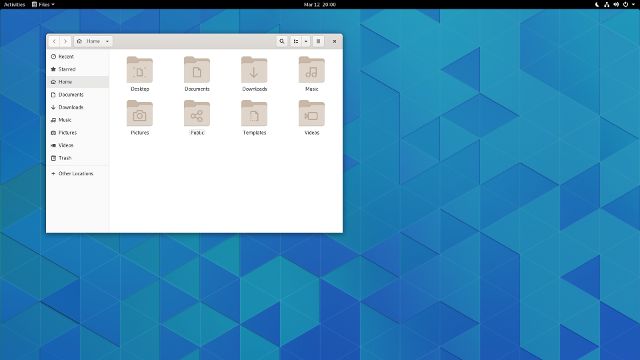 Activities Files Mar 12 20:00
Home
Recent
Starred
Home
Documents
Downloads
Music
Pictures
Videos
Trash
Other Locations
Desktop Documents Downloads Music
Pictures Public Templates Videos